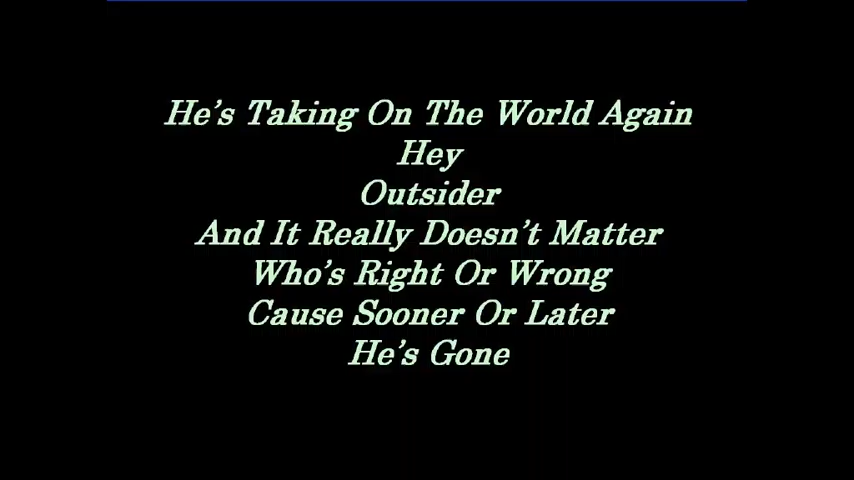 He's Taking On The World Again
Hey
Outsider
And It Really Doesn't Matter
Who's Right Or Wrong
Cause Sooner Or Later
He's Gone